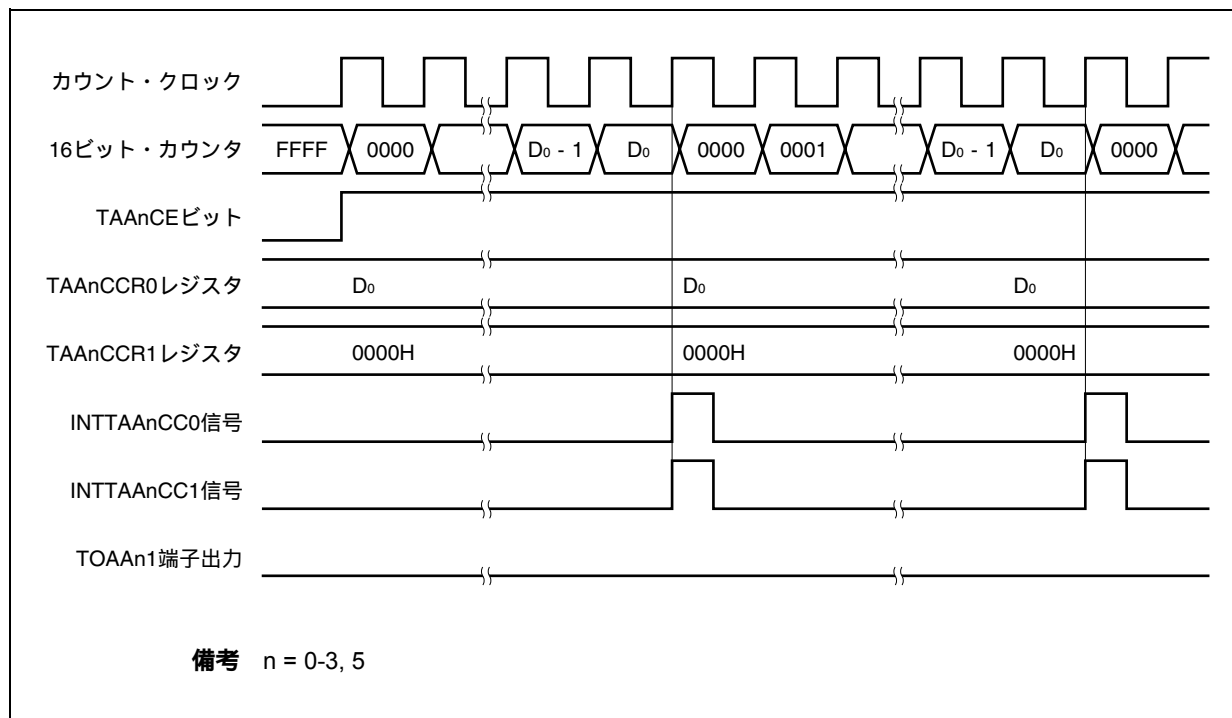 カウント・クロック
16ビット・カウンタ FFFF 0000 D₀ - 1 D₀ 0000 0001 D₀ - 1 D₀ 0000
TAAnCEビット
TAAnCCR0レジスタ D₀ D₀ D₀
TAAnCCR1レジスタ 0000H 0000H 0000H
INTTAAnCC0信号
INTTAAnCC1信号
TOAAn1端子出力
備考 n = 0-3, 5